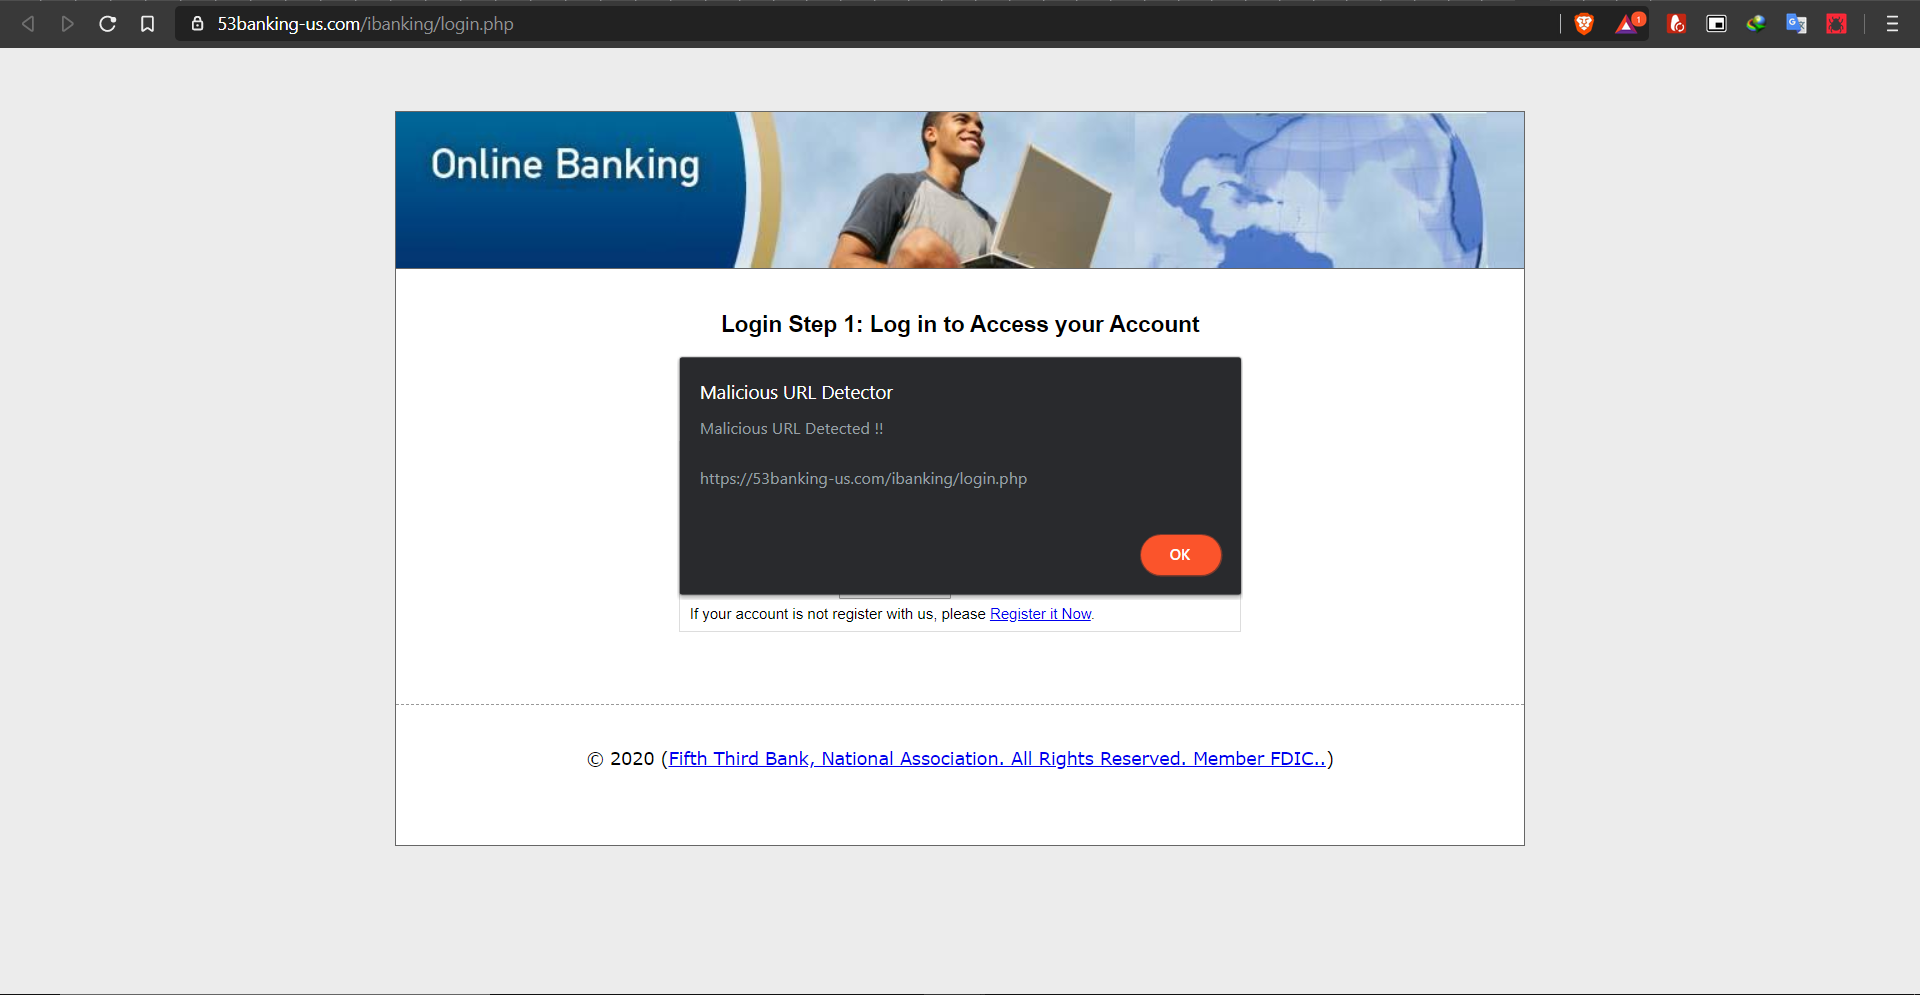 53banking-us.com/ibanking/login.php
1
Online Banking
Login Step 1: Log in to Access your Account
Malicious URL Detector
Malicious URL Detected !!
https://53banking-us.com/ibanking/login.php
OK
If your account is not register with us, please Register it Now.
© 2020 (Fifth Third Bank, National Association. All Rights Reserved. Member FDIC..)